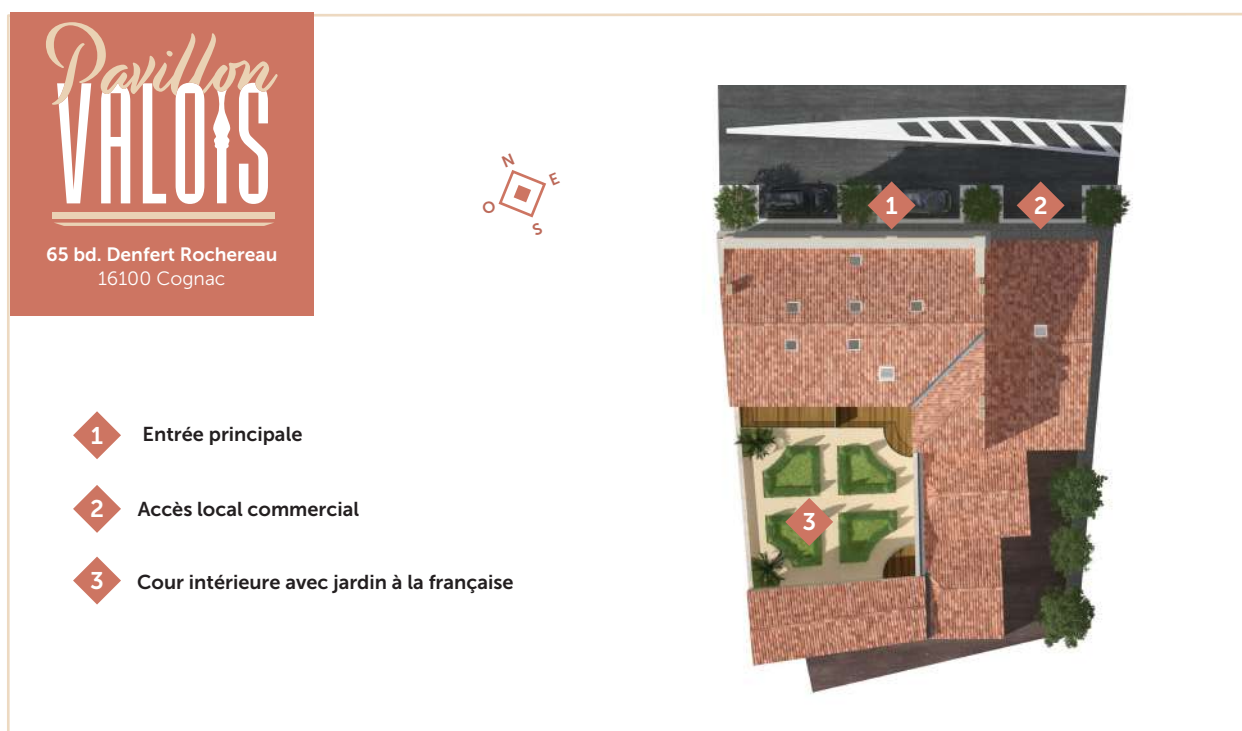 Pavillon
VALOIS
65 bd. Denfert Rochereau
16100 Cognac
N
E
O
S
1 Entrée principale
2 Accès local commercial
3 Cour intérieure avec jardin à la française
1
2
3